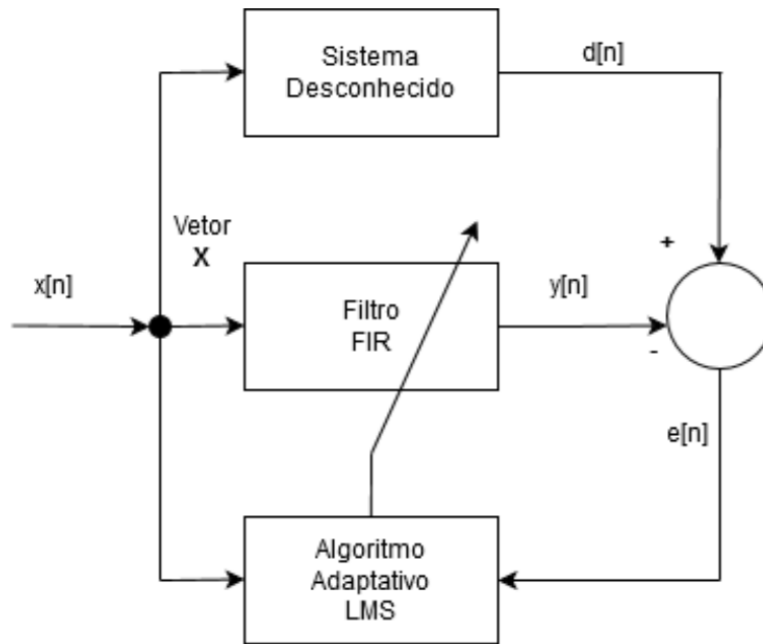 Sistema
Desconhecido
d[n]
Vetor
X
x[n]
Filtro
FIR
y[n]
+
-
e[n]
Algoritmo
Adaptativo
LMS